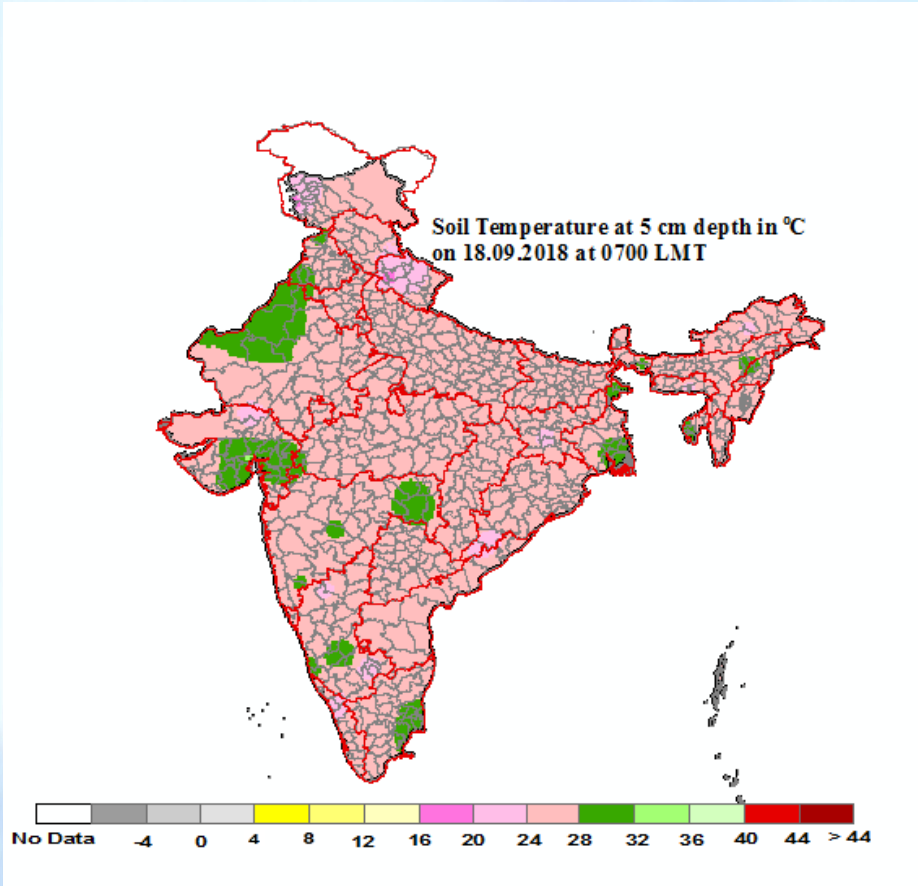 Soil Temperature at 5 cm depth in ⁰C
on 18.09.2018 at 0700 LMT
No Data -4 0 4 8 12 16 20 24 28 32 36 40 44 > 44